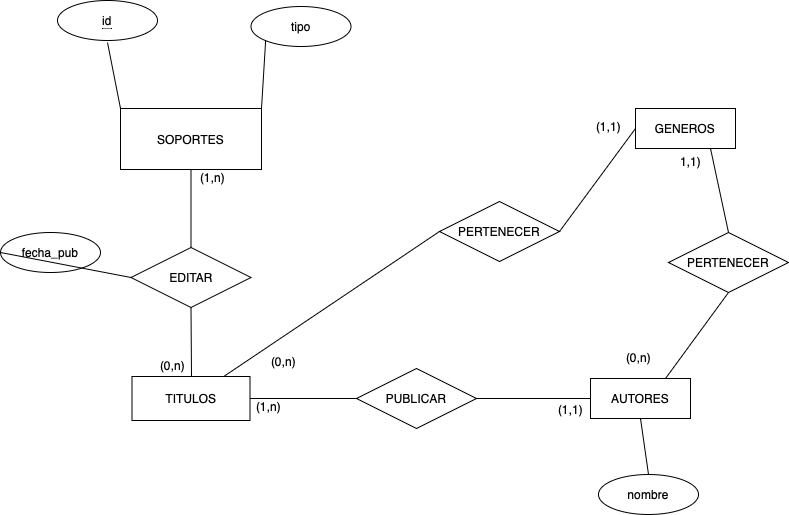 id
tipo
SOPORTES
(1,n)
(1,1)
GENEROS
1,1)
PERTENECER
PERTENECER
fecha_pub
EDITAR
(0,n)
(0,n)
(0,n)
TITULOS
(1,n)
PUBLICAR
(1,1)
AUTORES
nombre